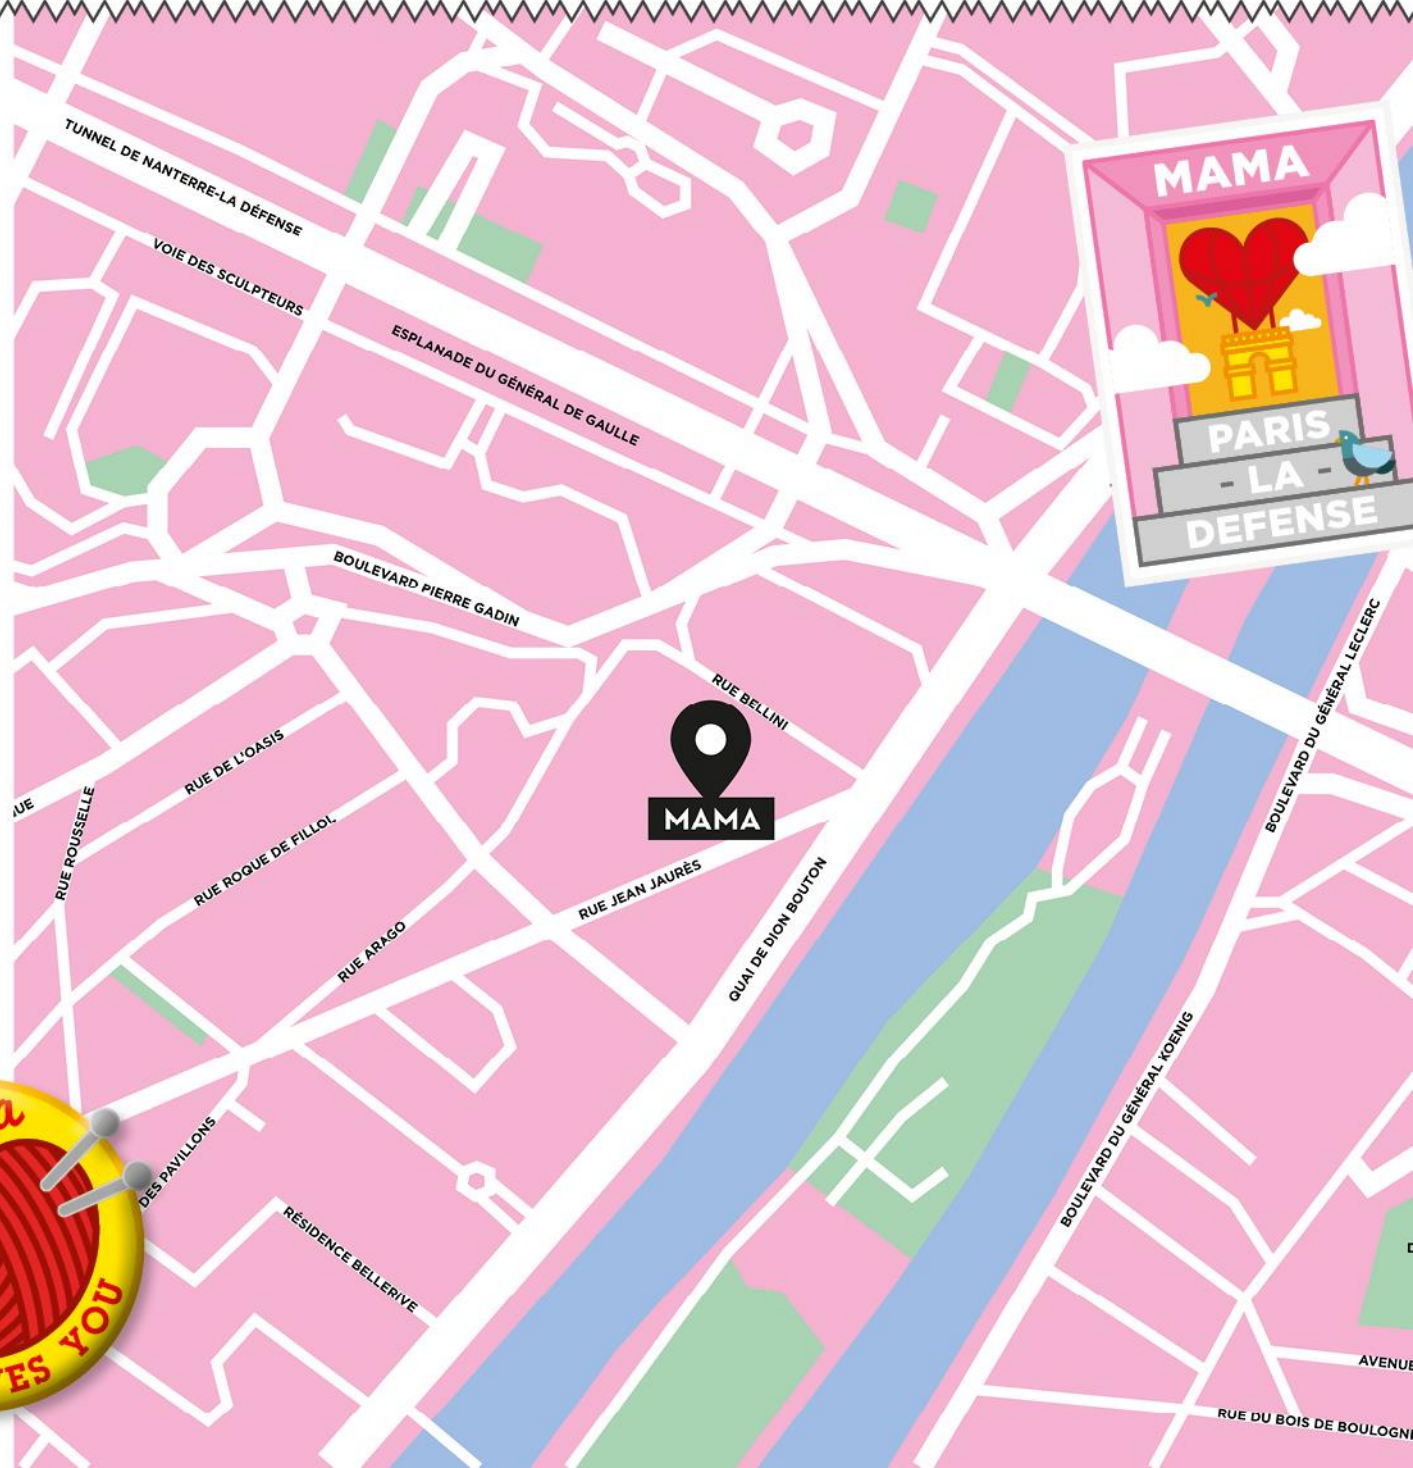 TUNNEL DE NANTERRE-LA DÉFENSE
VOIE DES SCULPTEURS
ESPLANADE DU GÉNÉRAL DE GAULLE
MAMA
PARIS
- LA -
DEFENSE
BOULEVARD PIERRE GADIN
RUE BELLINI
BOULEVARD DU GÉNÉRAL LECLERC
RUE DE L'OASIS
RUE ROUSSELLE
RUE ROQUE DE FILLOL
MAMA
RUE JEAN JAURÈS
RUE ARAGO
QUAI DE DION BOUTON
BOULEVARD DU GÉNÉRAL KOENIG
DES PAVILLONS
RÉSIDENCE BELLERIVE
YOU
AVENUE
RUE DU BOIS DE BOULOGNE